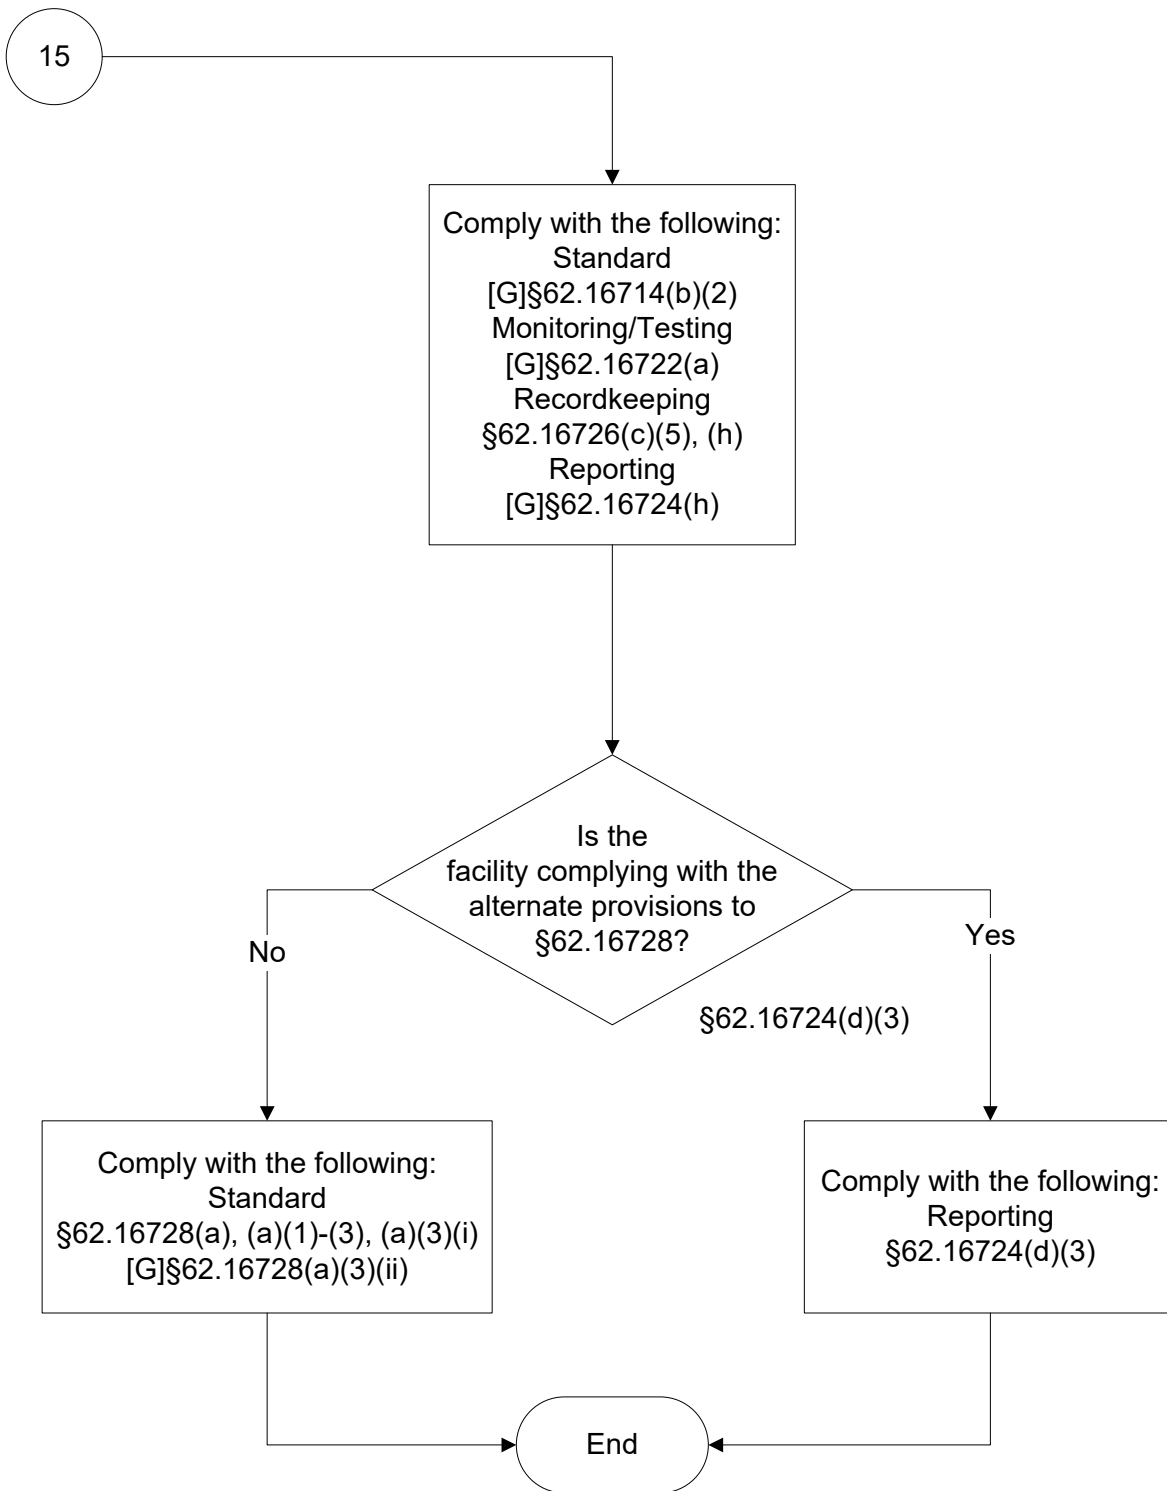 15
Comply with the following:
Standard
[G]§62.16714(b)(2)
Monitoring/Testing
[G]§62.16722(a)
Recordkeeping
§62.16726(c)(5), (h)
Reporting
[G]§62.16724(h)
Is the
facility complying with the
alternate provisions to
§62.16728?
No
Yes
§62.16724(d)(3)
Comply with the following:
Standard
§62.16728(a), (a)(1)-(3), (a)(3)(i)
[G]§62.16728(a)(3)(ii)
Comply with the following:
Reporting
§62.16724(d)(3)
End